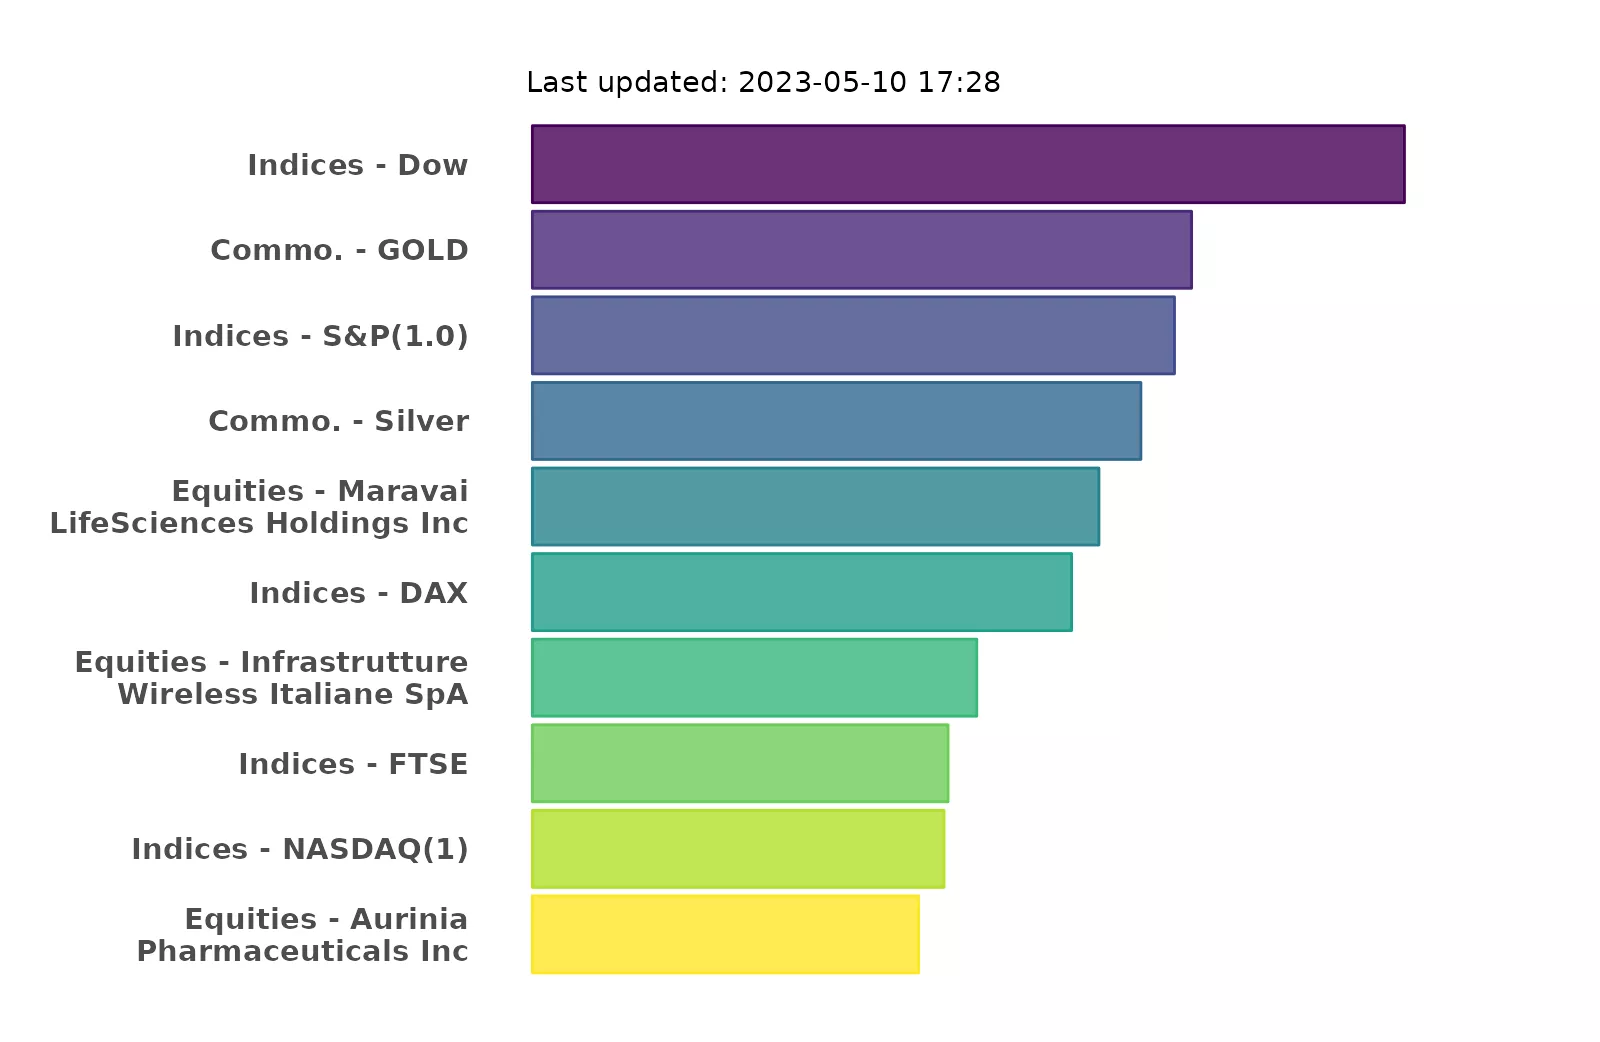 Last updated: 2023-05-10 17:28
Indices - Dow
Commo. - GOLD
Indices - S&P(1.0)
Commo. - Silver
Equities - Maravai
LifeSciences Holdings Inc
Indices - DAX
Equities - Infrastrutture
Wireless Italiane SpA
Indices - FTSE
Indices - NASDAQ(1)
Equities - Aurinia
Pharmaceuticals Inc